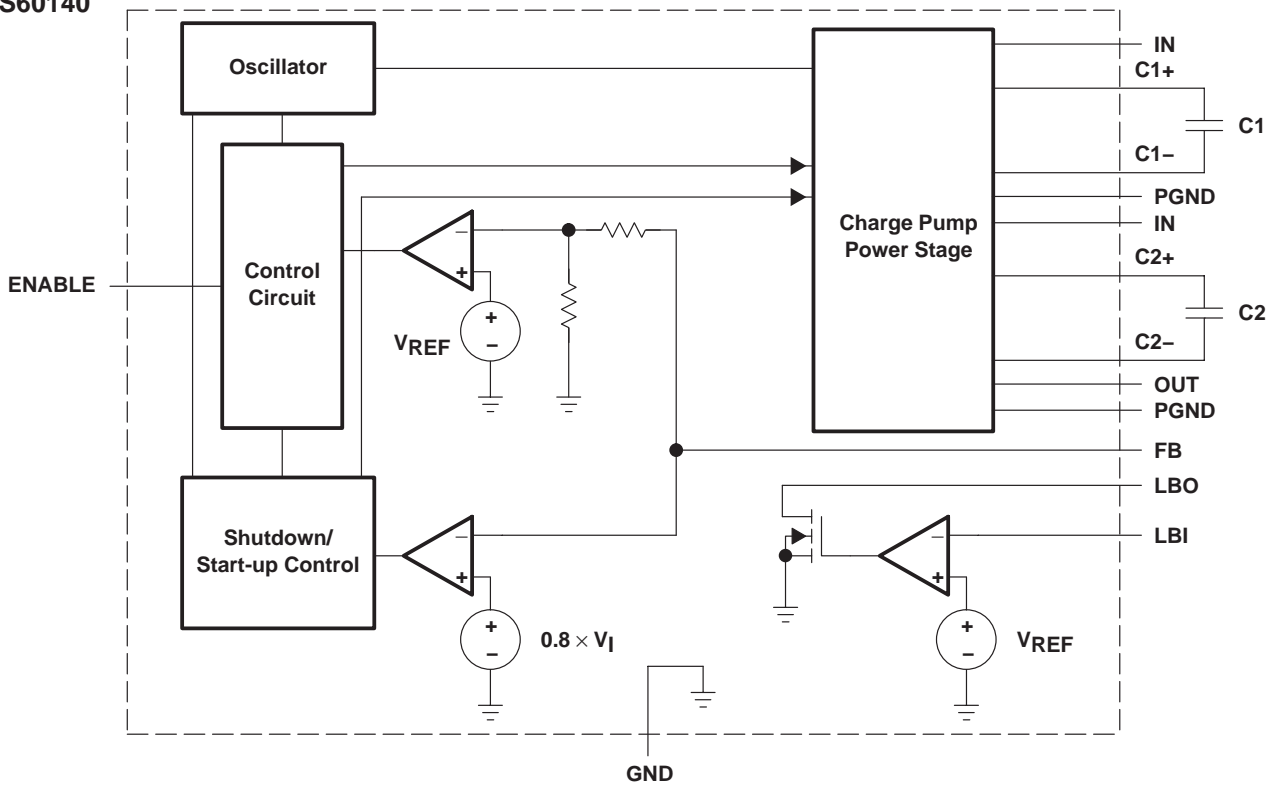 S60140
Oscillator
IN
C1+
C1
C1−
PGND
IN
Charge Pump
Power Stage
C2+
C2
C2−
OUT
PGND
FB
LBO
LBI
ENABLE
Control
Circuit
−
+
+
−
VREF
Shutdown/
Start-up Control
−
+
+
−
0.8 × VI
−
+
+
−
VREF
GND